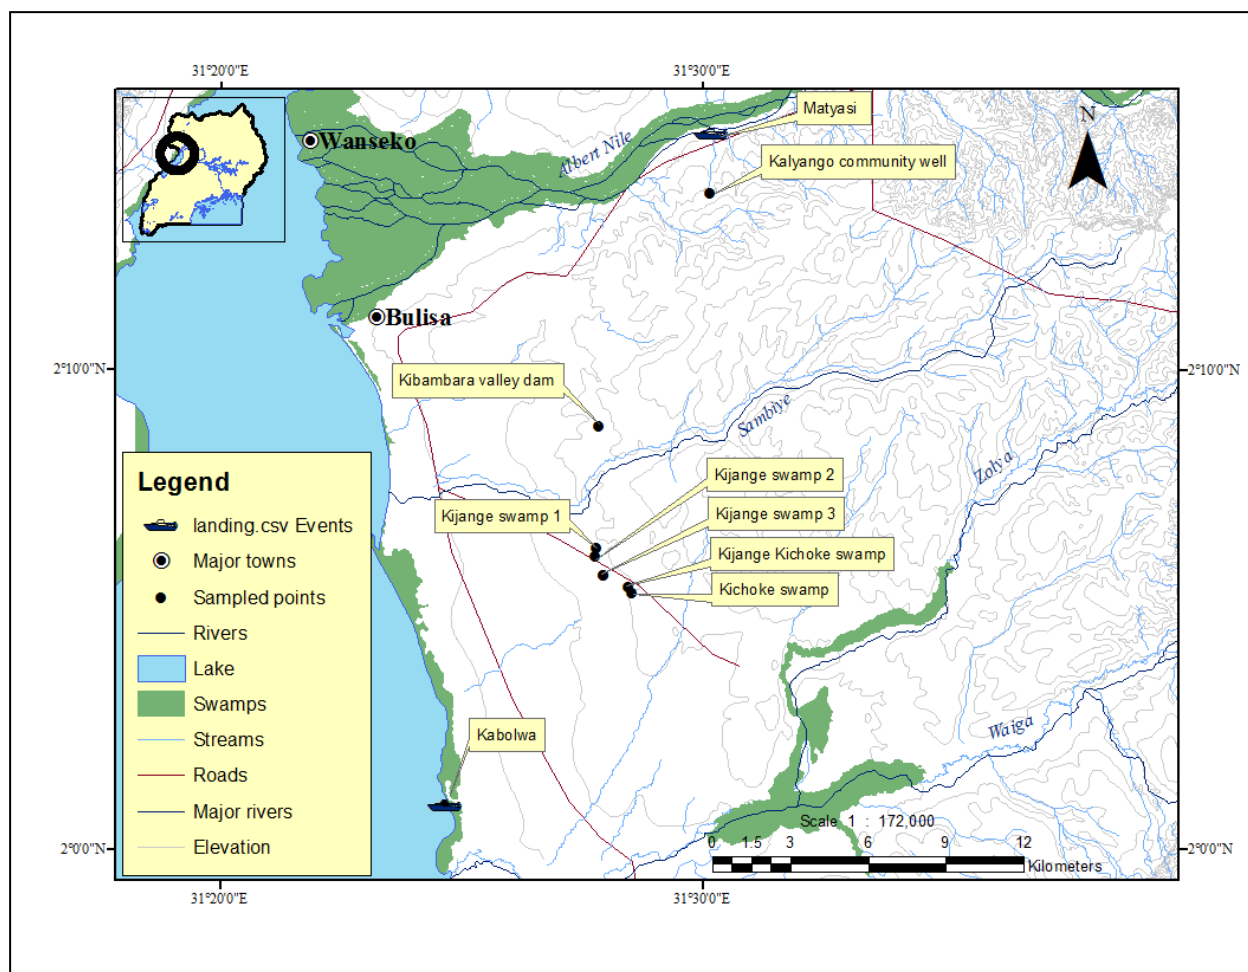 31°20'0"E
31°30'0"E
Matyasi
N
Wanseko
Albert Nile
Kalyango community well
Bulisa
2°10'0"N
2°10'0"N
Kibambara valley dam
Sambiye
Zolya
Kijange swamp 2
Kijange swamp 1
Kijange swamp 3
Kijange Kichoke swamp
Kichoke swamp
Legend
landing.csv Events
Major towns
Sampled points
Rivers
Lake
Swamps
Streams
Roads
Major rivers
Elevation
Kabolwa
Waiga
Scale 1 : 172,000
0 1.5 3 6 9 12
Kilometers
2°0'0"N
2°0'0"N
31°20'0"E
31°30'0"E